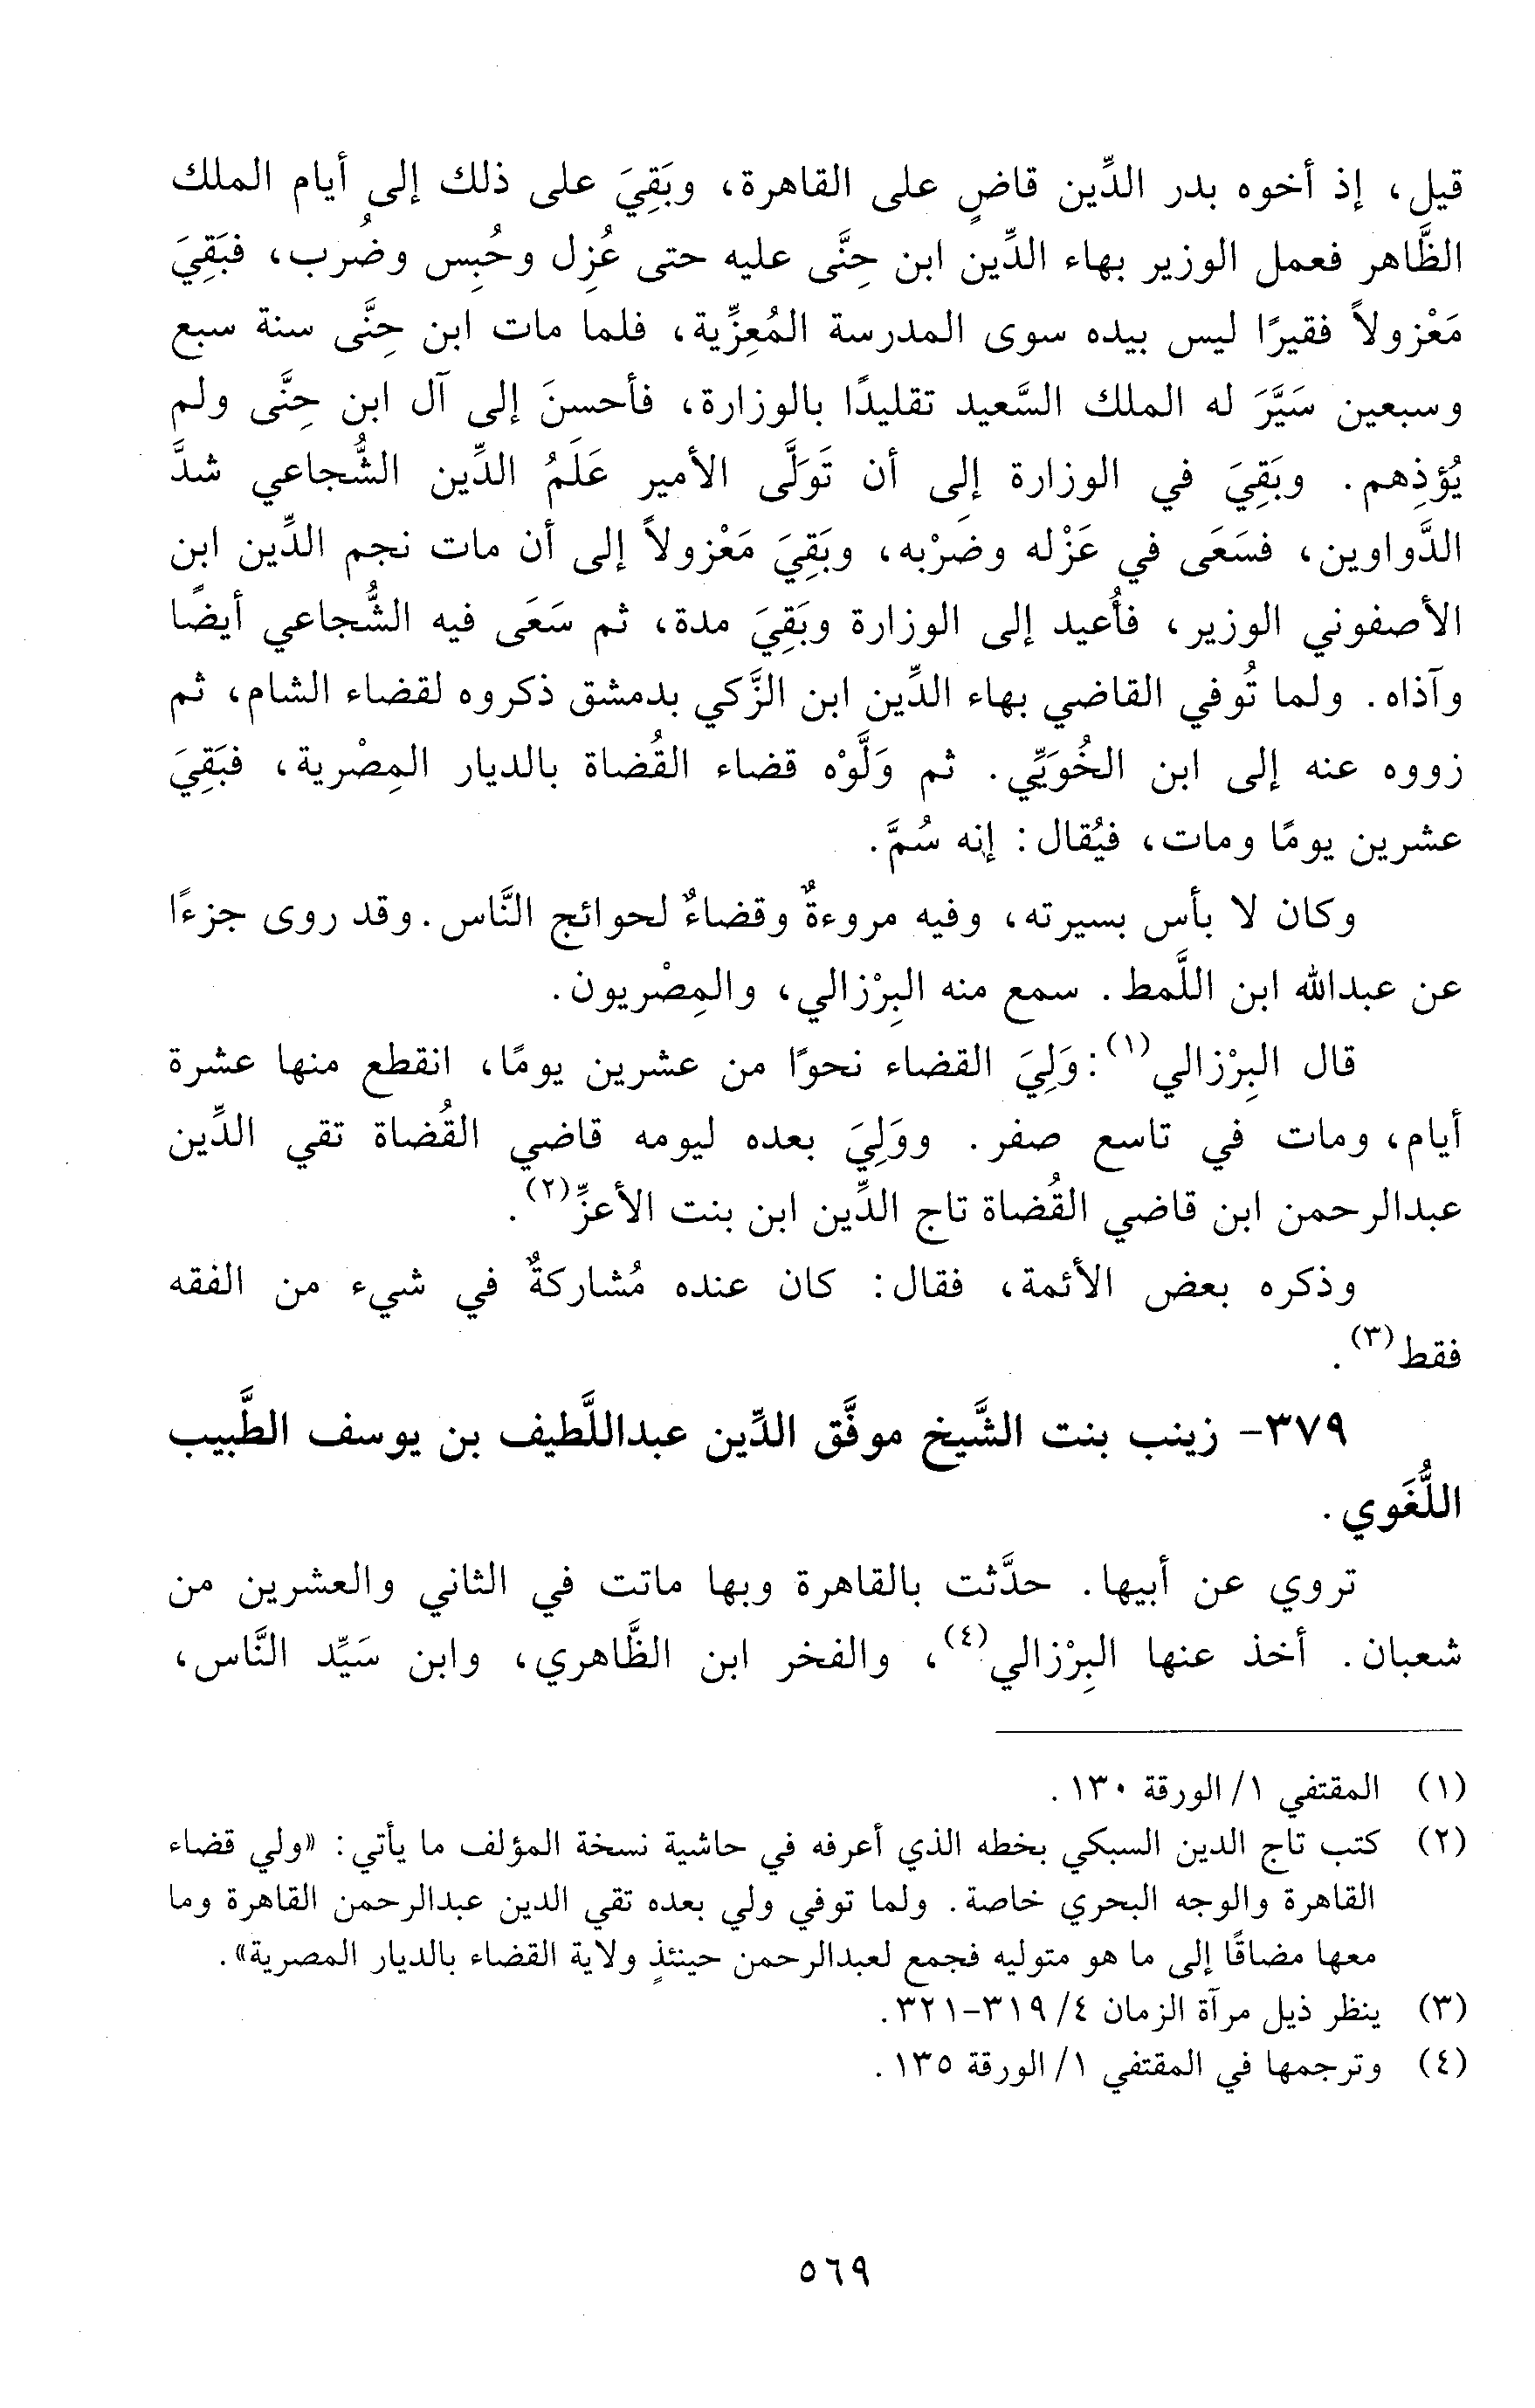 قيل، إذ أخوه بدر الدِّين قاضٍ على القاهرة، وبَقِيَ على ذلك إلى أيام الملك
الظَّاهر فعمل الوزير بهاء الدِّين ابن حِنَّى عليه حتى عُزِل وحُبِس وضُرب، فبَقِيَ
مَعْزولاً فقيرًا ليس بيده سوى المدرسة المُعِزِّية، فلما مات ابن حِنَّى سنة سبع
وسبعين سَيَّرَ له الملك السَّعيد تقليدًا بالوزارة، فأحسنَ إلى آل ابن حِنَّى ولم
يُؤذِهم. وبَقِيَ في الوزارة إلى أن تَوَلَّى الأمير عَلَمُ الدِّين الشُّجاعي شدَّ
الدَّواوين، فسَعَى في عَزْله وضَرْبه، وبَقِيَ مَعْزولاً إلى أن مات نجم الدِّين ابن
الأصفوني الوزير، فأُعيد إلى الوزارة وبَقِيَ مدة، ثم سَعَى فيه الشُّجاعي أيضًا
وآذاه. ولما تُوفي القاضي بهاء الدِّين ابن الزَّكي بدمشق ذكروه لقضاء الشام، ثم
زووه عنه إلى ابن الخُوَيِّي. ثم وَلَّوْه قضاء القُضاة بالديار المِصْرية، فبَقِيَ
عشرين يومًا ومات، فيُقال: إنه سُمَّ.
وكان لا بأس بسيرته، وفيه مروءةٌ وقضاءٌ لحوائج النَّاس. وقد روى جزءًا
عن عبدالله ابن اللَّمط. سمع منه البِرْزالي، والمِصْريون.
قال البِرْزالي(١): وَلِيَ القضاء نحوًا من عشرين يومًا، انقطع منها عشرة
أيام، ومات في تاسع صفر. ووَلِيَ بعده ليومه قاضي القُضاة تقي الدِّين
عبدالرحمن ابن قاضي القُضاة تاج الدِّين ابن بنت الأعزِّ(٢).
وذكره بعض الأئمة، فقال: كان عنده مُشاركةٌ في شيء من الفقه
فقط(٣).
٣٧٩- زينب بنت الشَّيخ موفَّق الدِّين عبداللَّطيف بن يوسف الطَّبيب
اللُّغَوي.
تروي عن أبيها. حدَّثت بالقاهرة وبها ماتت في الثاني والعشرين من
شعبان. أخذ عنها البِرْزالي(٤)، والفخر ابن الظَّاهري، وابن سَيِّد النَّاس،
(١) المقتفي ١/ الورقة ١٣٠.
(٢) كتب تاج الدين السبكي بخطه الذي أعرفه في حاشية نسخة المؤلف ما يأتي: «ولي قضاء
القاهرة والوجه البحري خاصة. ولما توفي ولي بعده تقي الدين عبدالرحمن القاهرة وما
معها مضافًا إلى ما هو متوليه فجمع لعبدالرحمن حينئذٍ ولاية القضاء بالديار المصرية».
(٣) ينظر ذيل مرآة الزمان ٤/ ٣١٩-٣٢١.
(٤) وترجمها في المقتفي ١/ الورقة ١٣٥.
٥٦٩